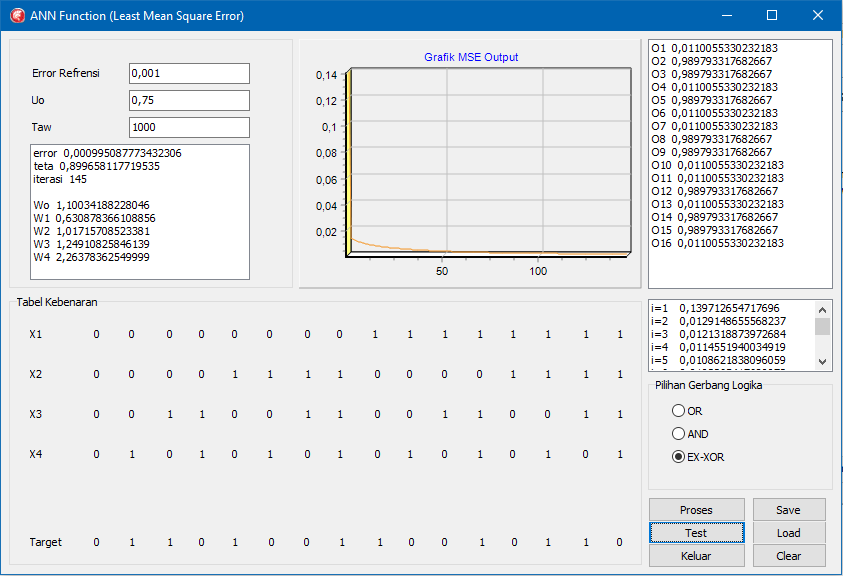 ANN Function (Least Mean Square Error)
Error Refrensi 0,001
Uo 0,75
Taw 1000
error 0,000995087773432306
teta 0,899658117719535
iterasi 145
Wo 1,10034188228046
W1 0,630878366108856
W2 1,01715708523381
W3 1,24910825846139
W4 2,26378362549999
Grafik MSE Output
0,14
0,12
0,1
0,08
0,06
0,04
0,02
50 100
O1 0,0110055330232183
O2 0,989793317682667
O3 0,989793317682667
O4 0,0110055330232183
O5 0,989793317682667
O6 0,0110055330232183
O7 0,0110055330232183
O8 0,989793317682667
O9 0,989793317682667
O10 0,0110055330232183
O11 0,0110055330232183
O12 0,989793317682667
O13 0,0110055330232183
O14 0,989793317682667
O15 0,989793317682667
O16 0,0110055330232183
Tabel Kebenaran
X1 0 0 0 0 0 0 0 0 1 1 1 1 1 1 1 1
X2 0 0 0 0 1 1 1 1 0 0 0 0 1 1 1 1
X3 0 0 1 1 0 0 1 1 0 0 1 1 0 0 1 1
X4 0 1 0 1 0 1 0 1 0 1 0 1 0 1 0 1
Target 0 1 1 0 1 0 0 1 1 0 0 1 0 1 1 0
i=1 0,139712654717696
i=2 0,0129148655568237
i=3 0,0121318873972684
i=4 0,0114551940034919
i=5 0,0108621838096059
Pilihan Gerbang Logika
OR
AND
EX-XOR
Proses Save
Test Load
Keluar Clear